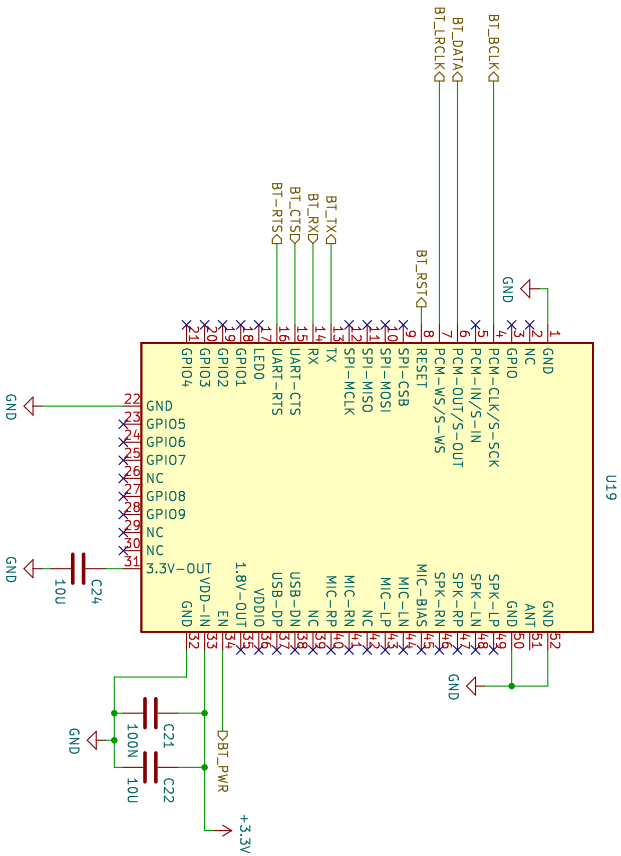 BT_BCLK
BT_DATA
BT_LRCLK
BT_TX
BT_RX
BT_CTS
BT-RTS
BT_RST
GND
U19
1 GND
2 NC
3 GPIO
4 PCM-CLK/S-SCK
5 PCM-IN/S-IN
6 PCM-OUT/S-OUT
7 PCM-WS/S-WS
8 RESET
9 SPI-CSB
10 SPI-MOSI
11 SPI-MISO
12 SPI-MCLK
13 TX
14 RX
15 UART-CTS
16 UART-RTS
17 LED0
18 GPIO1
19 GPIO2
20 GPIO3
21 GPIO4
22 GND
23 GPIO5
24 GPIO6
25 GPIO7
26 NC
27 GPIO8
28 GPIO9
29 NC
30 NC
31 3.3V-OUT
GND
GND
C24
10U
32 GND
33 VDD-IN
34 EN
35 1.8V-OUT
36 VDDIO
37 USB-DP
38 USB-DN
39 NC
40 MIC-RP
41 MIC-RN
42 NC
43 MIC-LP
44 MIC-LN
45 MIC-BIAS
46 SPK-RN
47 SPK-RP
48 SPK-LN
49 SPK-LP
50 GND
51 ANT
52 GND
GND
BT_PWR
C21
100N
C22
10U
GND
+3.3V